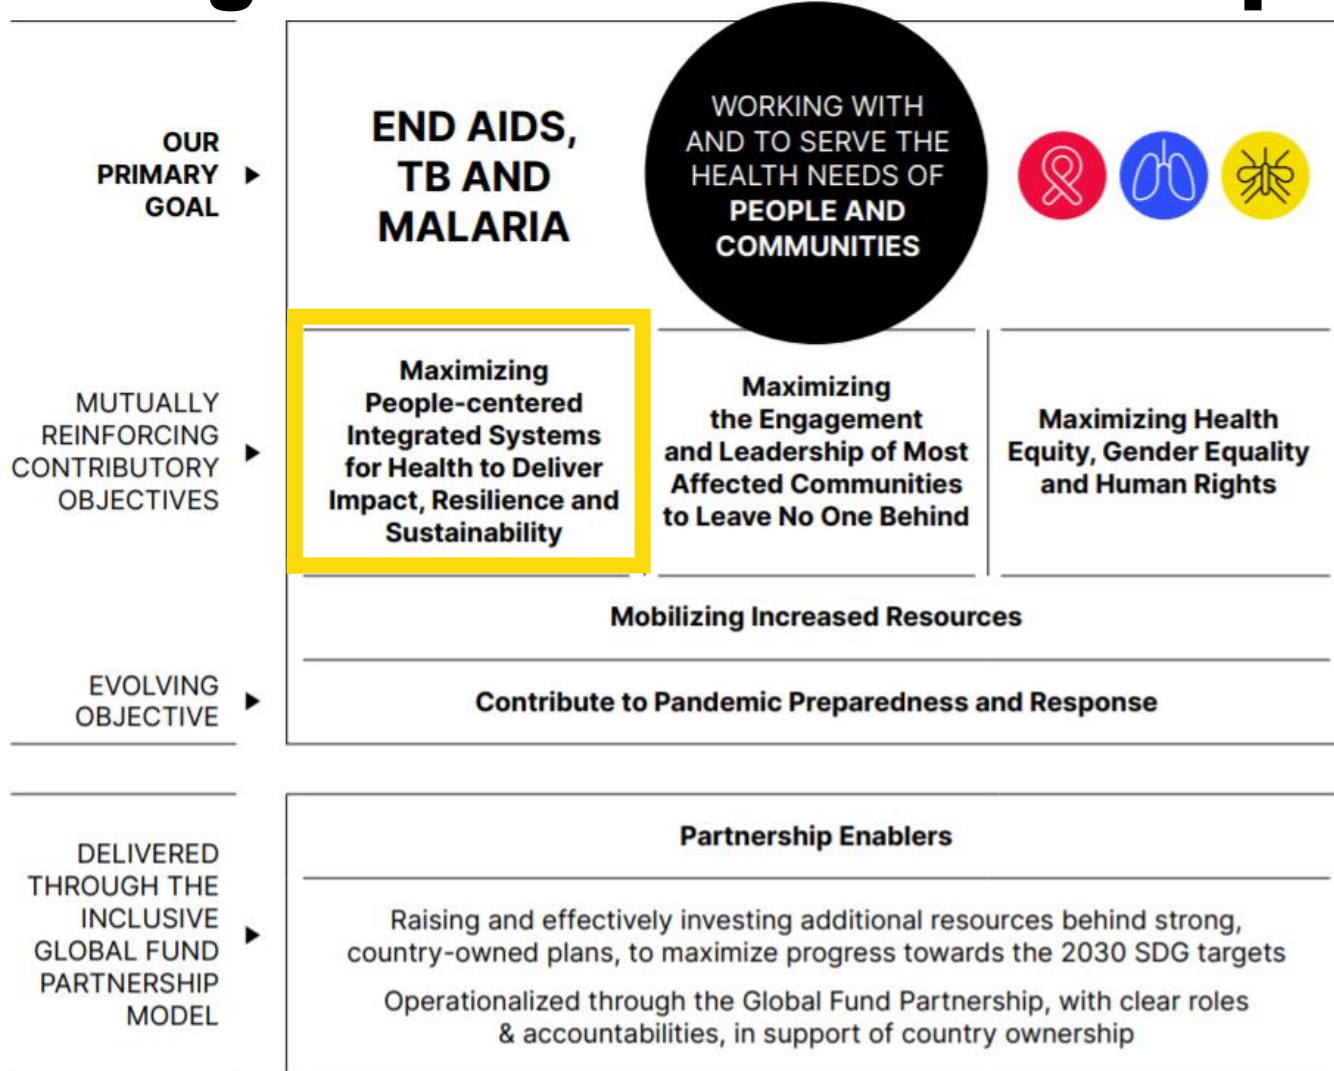 OUR
PRIMARY
GOAL
END AIDS,
TB AND
MALARIA
WORKING WITH
AND TO SERVE THE
HEALTH NEEDS OF
PEOPLE AND
COMMUNITIES
MUTUALLY
REINFORCING
CONTRIBUTORY
OBJECTIVES
Maximizing
People-centered
Integrated Systems
for Health to Deliver
Impact, Resilience and
Sustainability
Maximizing
the Engagement
and Leadership of Most
Affected Communities
to Leave No One Behind
Maximizing Health
Equity, Gender Equality
and Human Rights
Mobilizing Increased Resources
EVOLVING
OBJECTIVE
Contribute to Pandemic Preparedness and Response
DELIVERED
THROUGH THE
INCLUSIVE
GLOBAL FUND
PARTNERSHIP
MODEL
Partnership Enablers
Raising and effectively investing additional resources behind strong,
country-owned plans, to maximize progress towards the 2030 SDG targets
Operationalized through the Global Fund Partnership, with clear roles
& accountabilities, in support of country ownership